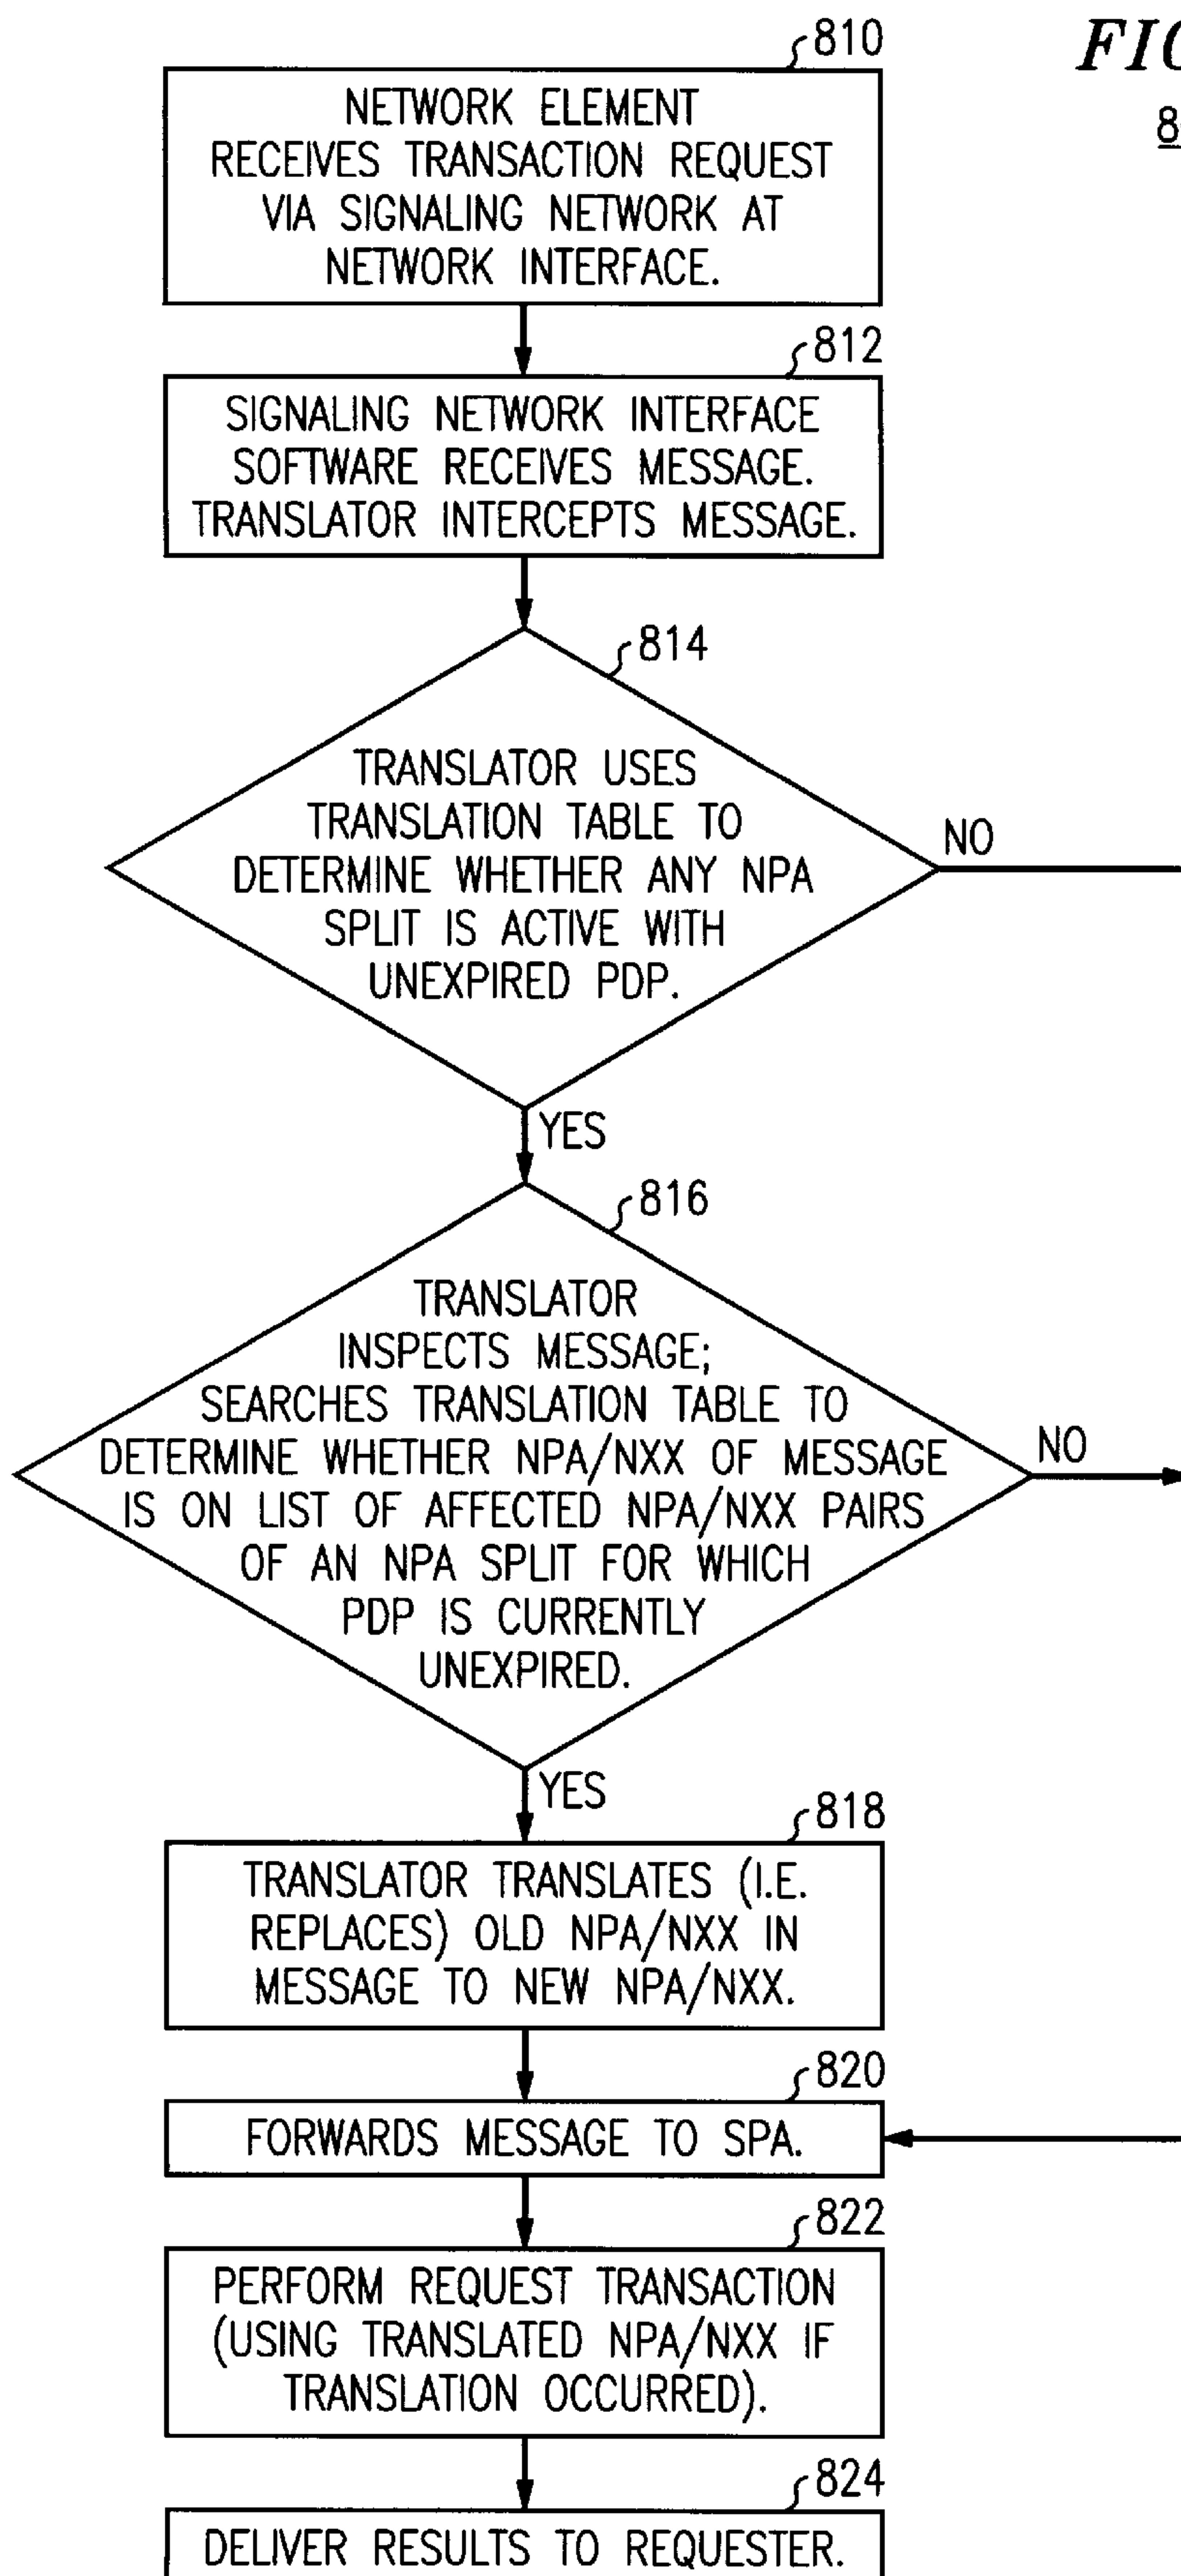 810
FIG
8
NETWORK ELEMENT
RECEIVES TRANSACTION REQUEST
VIA SIGNALING NETWORK AT
NETWORK INTERFACE.
812
SIGNALING NETWORK INTERFACE
SOFTWARE RECEIVES MESSAGE.
TRANSLATOR INTERCEPTS MESSAGE.
814
TRANSLATOR USES
TRANSLATION TABLE TO
DETERMINE WHETHER ANY NPA
SPLIT IS ACTIVE WITH
UNEXPIRED PDP.
NO
YES
816
TRANSLATOR
INSPECTS MESSAGE;
SEARCHES TRANSLATION TABLE TO
DETERMINE WHETHER NPA/NXX OF MESSAGE
IS ON LIST OF AFFECTED NPA/NXX PAIRS
OF AN NPA SPLIT FOR WHICH
PDP IS CURRENTLY
UNEXPIRED.
NO
YES
818
TRANSLATOR TRANSLATES (I.E.
REPLACES) OLD NPA/NXX IN
MESSAGE TO NEW NPA/NXX.
820
FORWARDS MESSAGE TO SPA.
822
PERFORM REQUEST TRANSACTION
(USING TRANSLATED NPA/NXX IF
TRANSLATION OCCURRED).
824
DELIVER RESULTS TO REQUESTER.